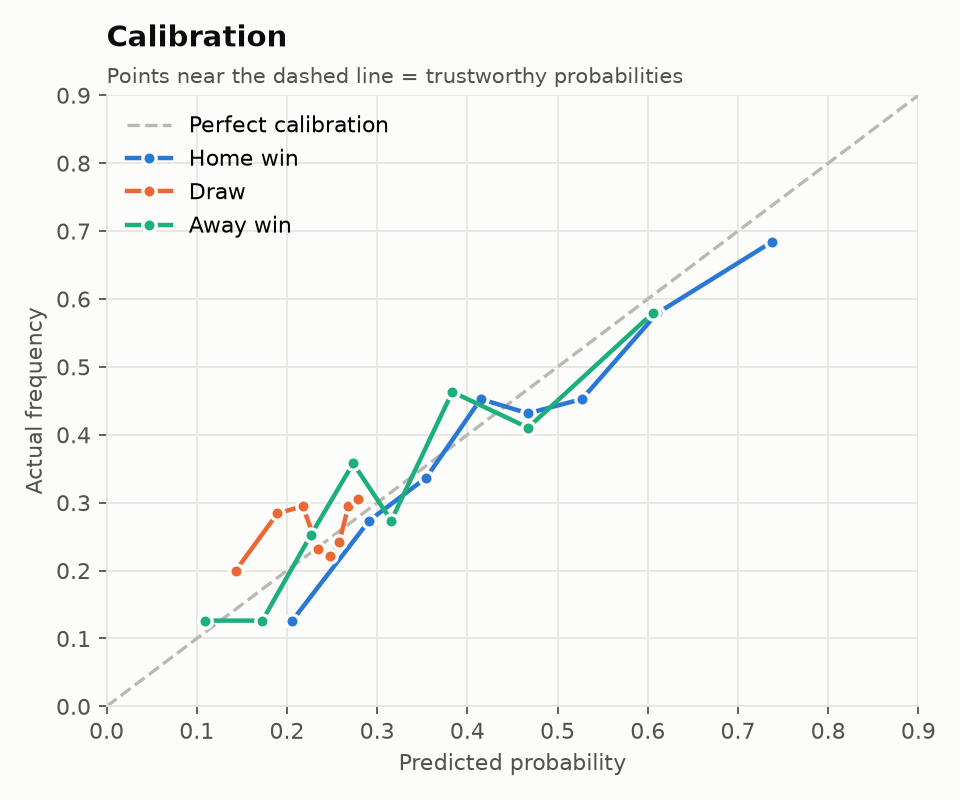 Calibration
Points near the dashed line = trustworthy probabilities
Perfect calibration
Home win
Draw
Away win
Actual frequency
0.9
0.8
0.7
0.6
0.5
0.4
0.3
0.2
0.1
0.0
0.0 0.1 0.2 0.3 0.4 0.5 0.6 0.7 0.8 0.9
Predicted probability